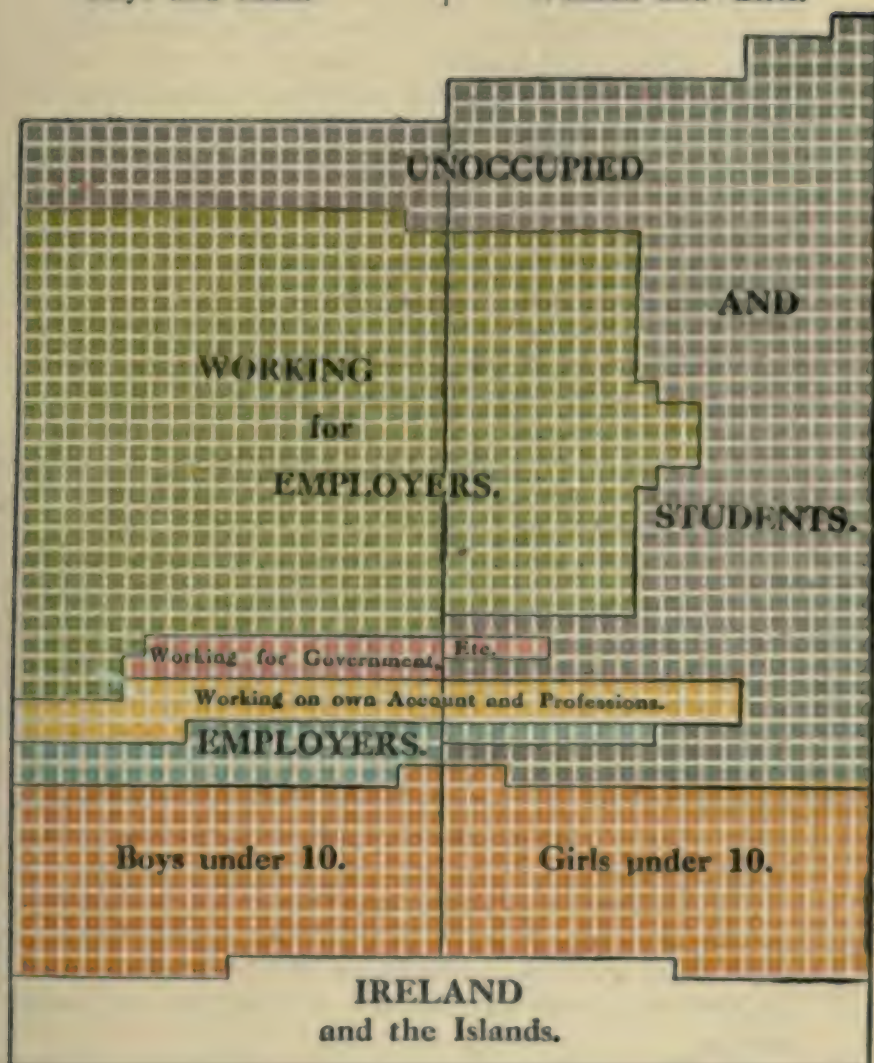 UNOCCUPIED
AND
STUDENTS.
WORKING
for
EMPLOYERS.
Working for Government, Etc.
Working on own Account and Professions.
EMPLOYERS.
Boys under 10.
Girls under 10.
IRELAND
and the Islands.